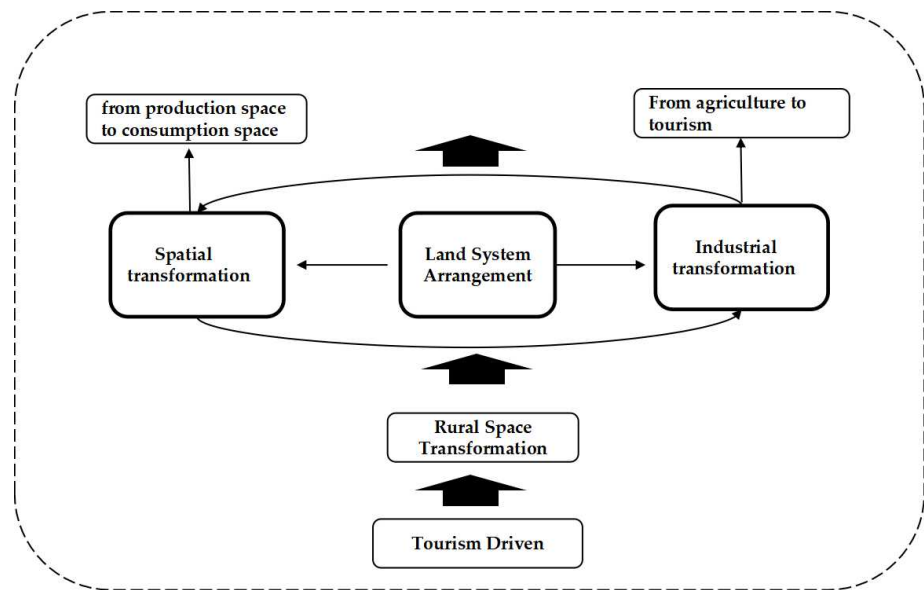 from production space
to consumption space
From agriculture to
tourism
Spatial
transformation
Land System
Arrangement
Industrial
transformation
Rural Space
Transformation
Tourism Driven